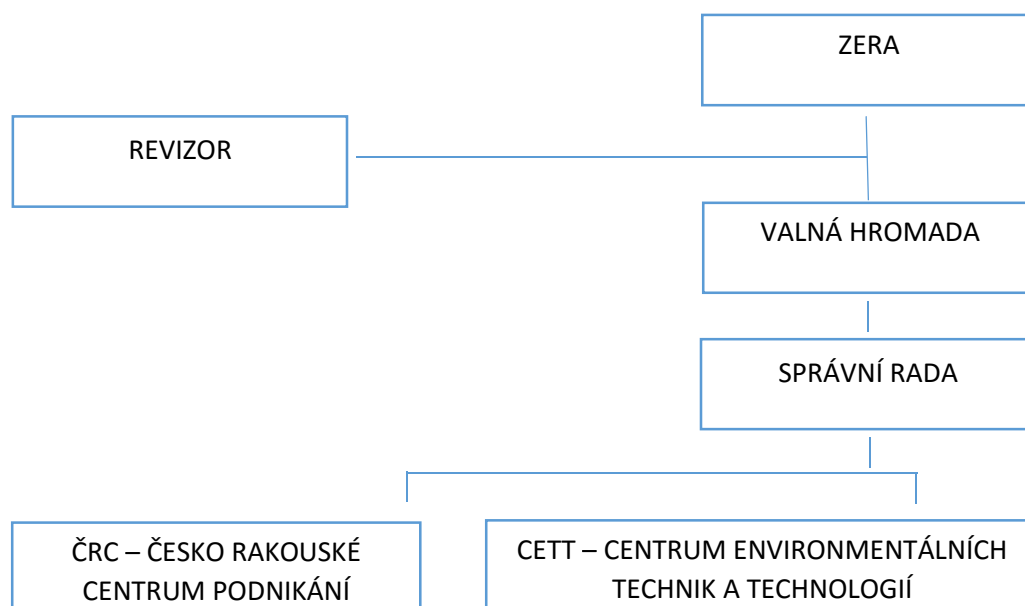 ZERA
REVIZOR
VALNÁ HROMADA
SPRÁVNÍ RADA
ČRC – ČESKO RAKOUSKÉ
CENTRUM PODNIKÁNÍ
CETT – CENTRUM ENVIRONMENTÁLNÍCH
TECHNIK A TECHNOLOGIÍ